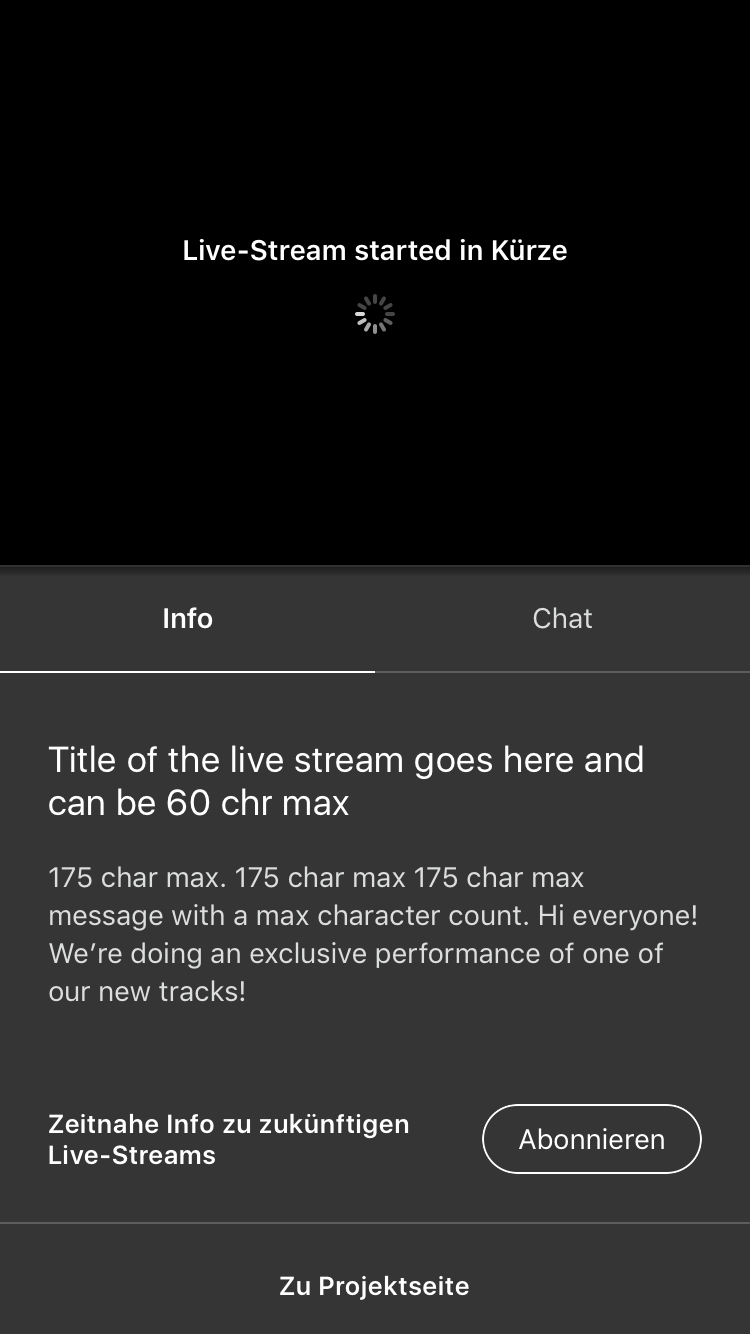 Live-Stream started in Kürze
Info
Chat
Title of the live stream goes here and
can be 60 chr max
175 char max. 175 char max 175 char max
message with a max character count. Hi everyone!
We’re doing an exclusive performance of one of
our new tracks!
Zeitnahe Info zu zukünftigen
Live-Streams
Abonnieren
Zu Projektseite